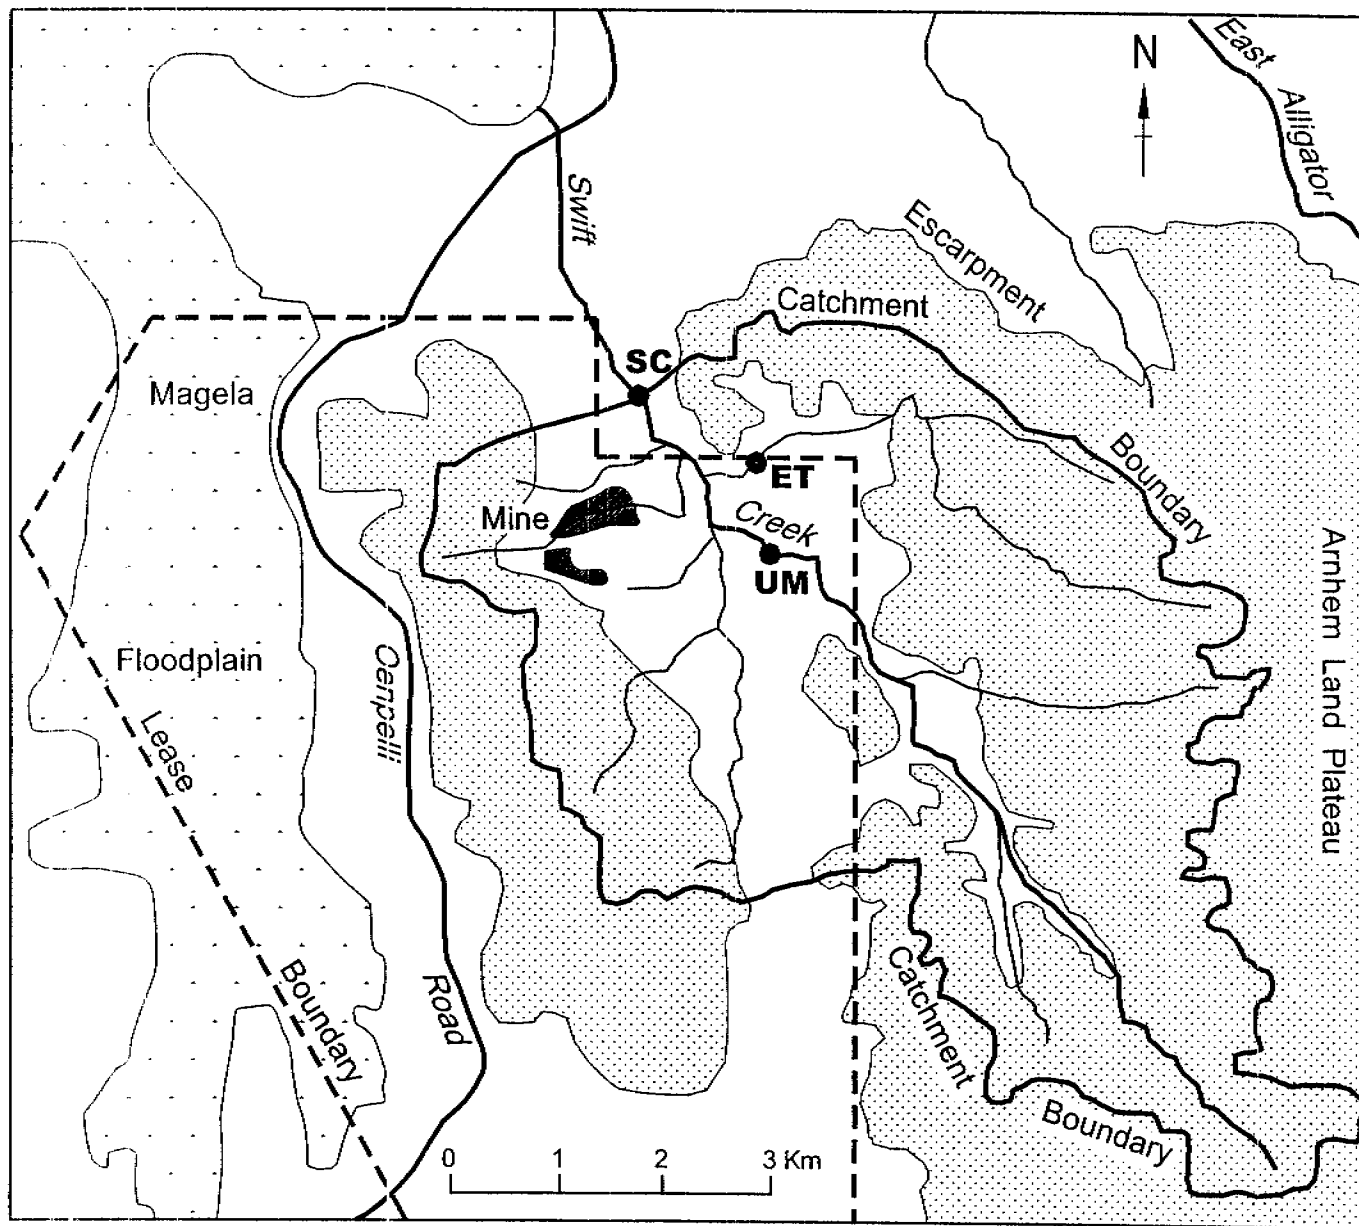 East
Alligator
N
Swift
Escarpment
Catchment
SC
Magela
Boundary
ET
Mine
Creek
UM
Arnhem Land Plateau
Floodplain
Oenpelli
Lease
Road
Boundary
Catchment
Boundary
0 1 2 3 Km